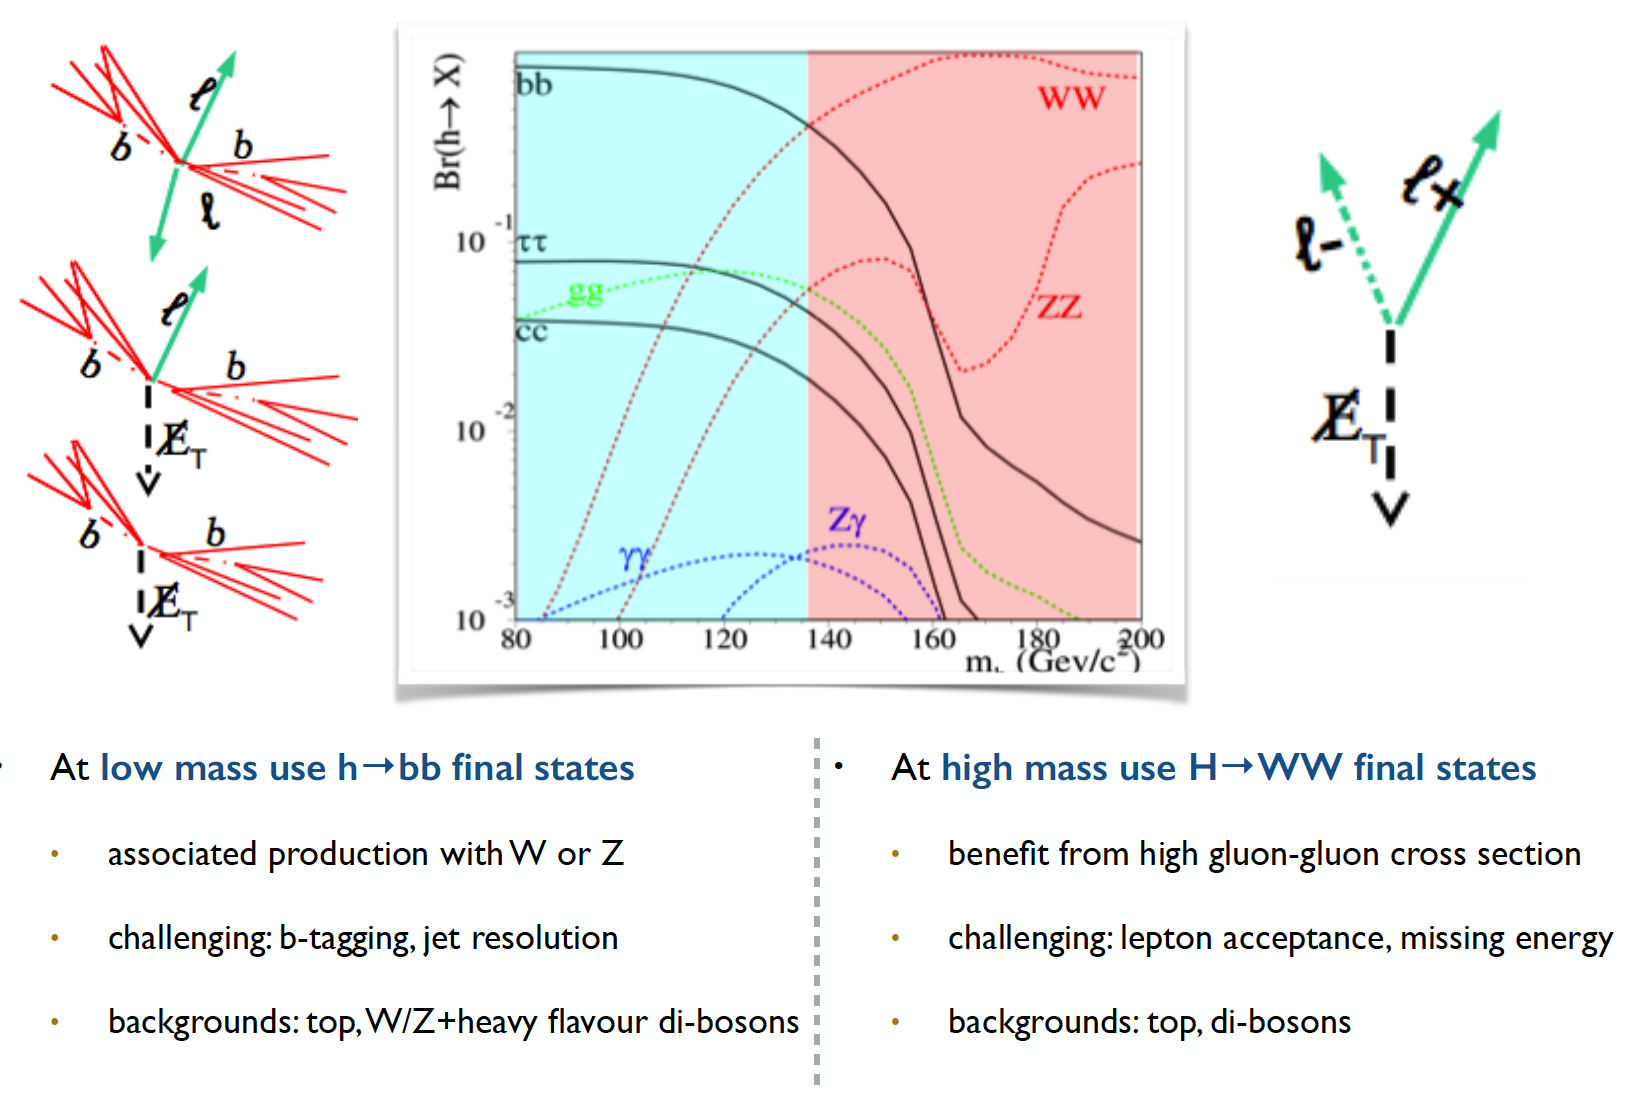 ℓ
b
b
ℓ
ℓ
b
b
E̸T
b
b
E̸T
Br(h→ X)
bb
WW
10 -1
ττ
gg
ZZ
cc
10 -2
Zγ
γγ
10 -3
80 100 120 140 160 180 200
(Gev/c²)
ℓ-
ℓ+
E̸T
• At low mass use h→bb final states
• associated production with W or Z
• challenging: b-tagging, jet resolution
• backgrounds: top, W/Z+heavy flavour di-bosons
• At high mass use H→WW final states
• benefit from high gluon-gluon cross section
• challenging: lepton acceptance, missing energy
• backgrounds: top, di-bosons